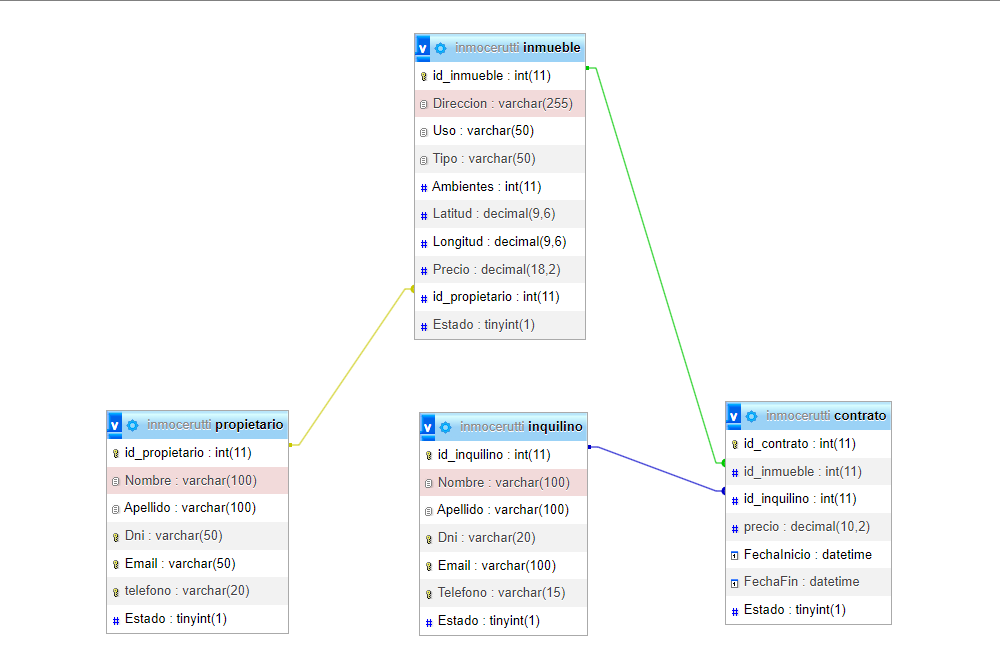 v inmocerutti inmueble
id_inmueble : int(11)
Direccion : varchar(255)
Uso : varchar(50)
Tipo : varchar(50)
# Ambientes : int(11)
# Latitud : decimal(9,6)
# Longitud : decimal(9,6)
# Precio : decimal(18,2)
# id_propietario : int(11)
# Estado : tinyint(1)
v inmocerutti propietario
id_propietario : int(11)
Nombre : varchar(100)
Apellido : varchar(100)
Dni : varchar(50)
Email : varchar(50)
telefono : varchar(20)
# Estado : tinyint(1)
v inmocerutti inquilino
id_inquilino : int(11)
Nombre : varchar(100)
Apellido : varchar(100)
Dni : varchar(20)
Email : varchar(100)
Telefono : varchar(15)
# Estado : tinyint(1)
v inmocerutti contrato
id_contrato : int(11)
# id_inmueble : int(11)
# id_inquilino : int(11)
# precio : decimal(10,2)
FechaInicio : datetime
FechaFin : datetime
# Estado : tinyint(1)